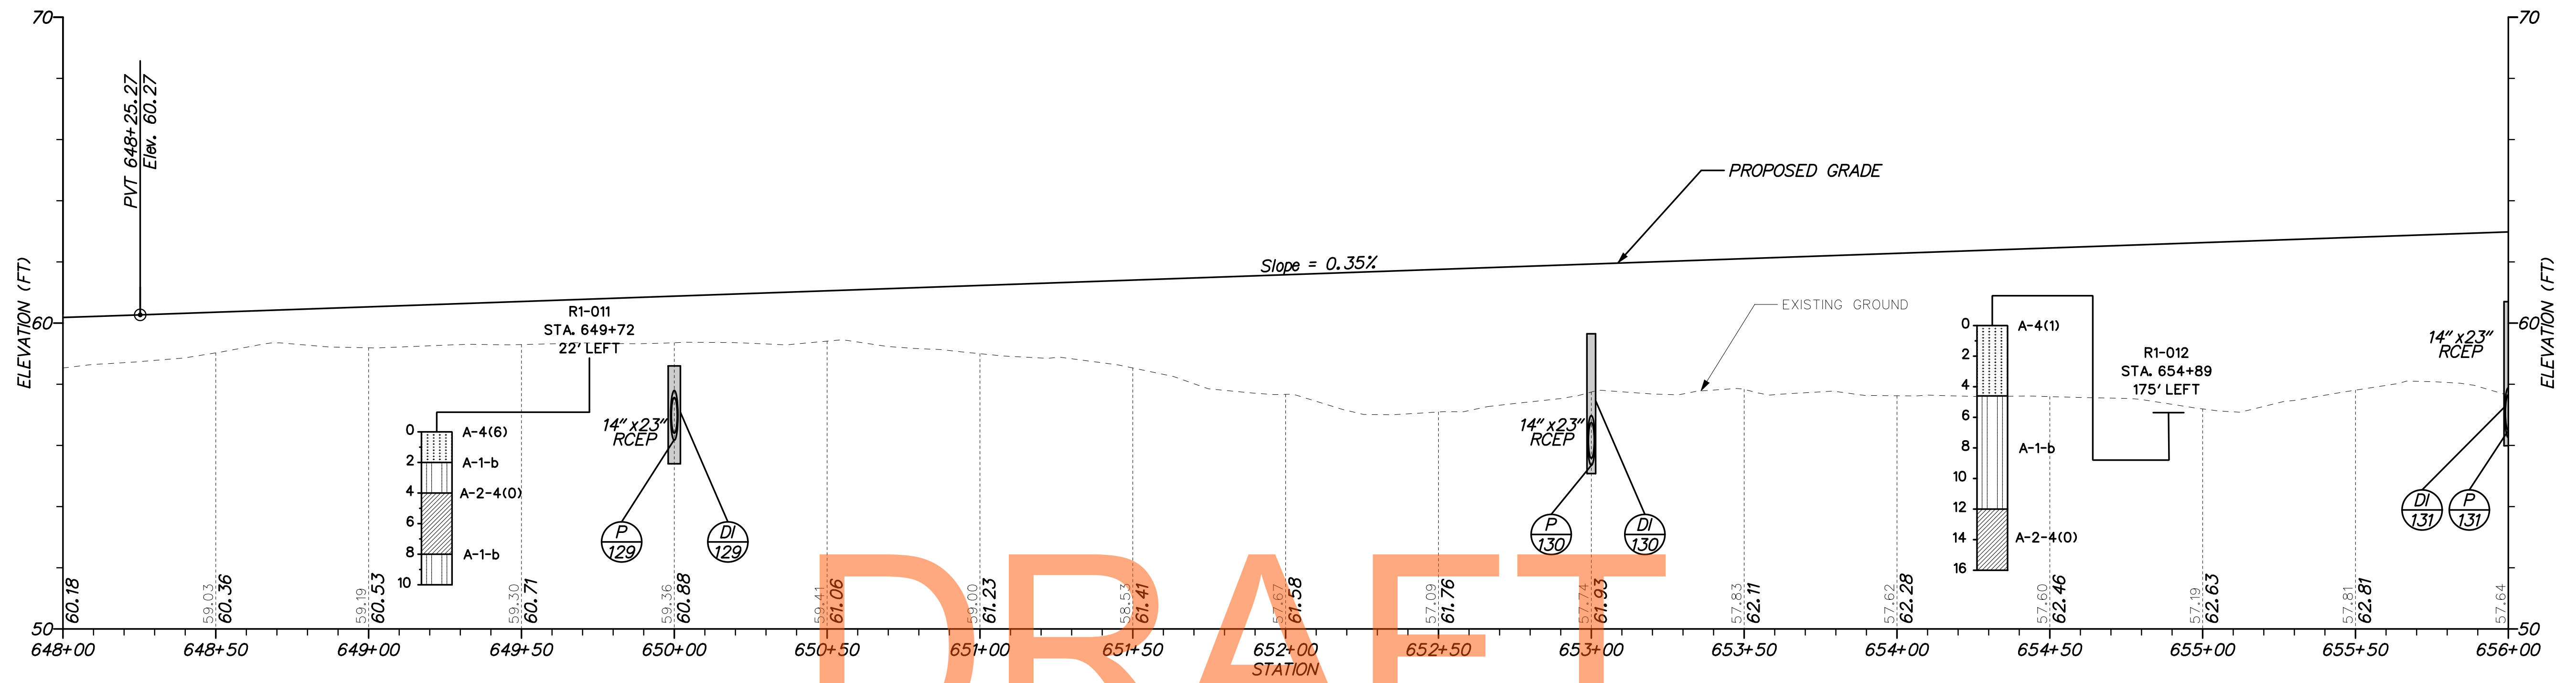 70
70
PVT 648+25.27
Elev. 60.27
PROPOSED GRADE
ELEVATION (FT)
ELEVATION (FT)
Slope = 0.35%
EXISTING GROUND
60
60
R1-011
STA. 649+72
22' LEFT
0
2
4
6
8
10
A-4(6)
A-1-b
A-2-4(0)
A-1-b
14"x23"
RCEP
P
129
DI
129
14"x23"
RCEP
P
130
DI
130
0
2
4
6
8
10
12
14
16
A-4(1)
A-1-b
A-2-4(0)
R1-012
STA. 654+89
175' LEFT
14"x23"
RCEP
DI
131
P
131
60.18
59.03
60.36
59.19
60.53
59.30
60.71
59.36
60.88
59.41
61.06
59.00
61.23
58.53
61.41
57.67
61.58
57.09
61.76
57.74
61.93
57.83
62.11
57.62
62.28
57.60
62.46
57.19
62.63
57.81
62.81
57.64
50
50
648+00
648+50
649+00
649+50
650+00
650+50
651+00
651+50
652+00
652+50
653+00
653+50
654+00
654+50
655+00
655+50
656+00
STATION
DRAFT